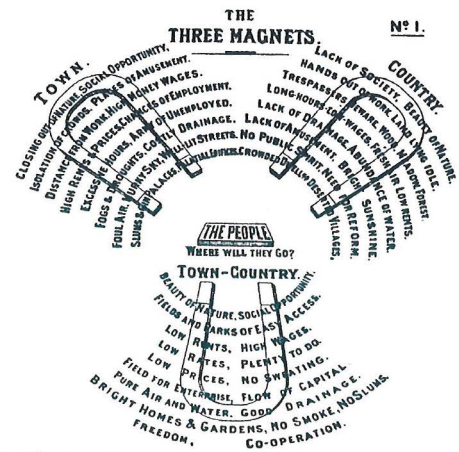 THE
THREE MAGNETS.
Nº 1.
TOWN.
CLOSING OUT OF NATURE. SOCIAL OPPORTUNITY.
ISOLATION OF CROWDS. PLACES OF AMUSEMENT.
DISTANCE FROM WORK. HIGH MONEY WAGES.
HIGH RENTS & PRICES. CHANCES OF EMPLOYMENT.
EXCESSIVE HOURS. ARMY OF UNEMPLOYED.
FOGS & DROUGHTS. COSTLY DRAINAGE.
FOUL AIR. MURKY SKY. WELL LIT STREETS.
SLUMS & GIN PALACES. PALATIAL EDIFICES.
COUNTRY.
LACK OF SOCIETY. BEAUTY OF NATURE.
HANDS OUT OF WORK. LAND LYING IDLE.
TRESPASSERS BEWARE. WOOD, MEADOW, FOREST.
LONG HOURS. LOW WAGES. FRESH AIR. LOW RENTS.
LACK OF DRAINAGE. ABUNDANCE OF WATER.
LACK OF AMUSEMENT. BRIGHT SUNSHINE.
NO PUBLIC SPIRIT. NEED FOR REFORM.
CROWDED DWELLINGS. DESERTED VILLAGES.
THE PEOPLE
WHERE WILL THEY GO?
TOWN-COUNTRY.
BEAUTY OF NATURE, SOCIAL OPPORTUNITY.
FIELDS AND PARKS OF EASY ACCESS.
LOW RENTS, HIGH WAGES.
LOW RATES, PLENTY TO DO.
LOW PRICES, NO SWEATING.
FIELD FOR ENTERPRISE, FLOW OF CAPITAL.
PURE AIR AND WATER, GOOD DRAINAGE.
BRIGHT HOMES & GARDENS, NO SMOKE, NO SLUMS.
FREEDOM, CO-OPERATION.